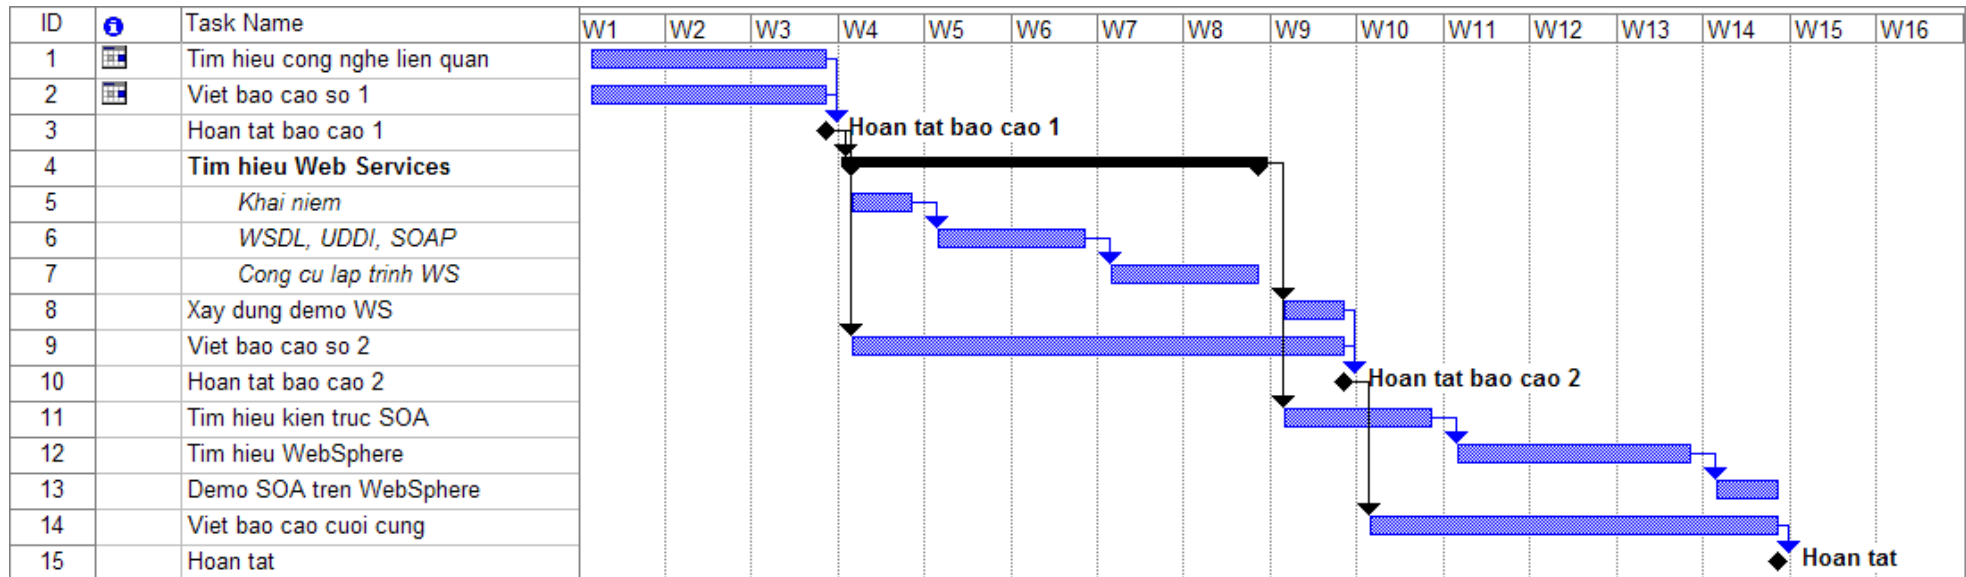 ID Task Name W1 W2 W3 W4 W5 W6 W7 W8 W9 W10 W11 W12 W13 W14 W15 W16
1 Tim hieu cong nghe lien quan
2 Viet bao cao so 1
3 Hoan tat bao cao 1 Hoan tat bao cao 1
4 Tim hieu Web Services
5 Khai niem
6 WSDL, UDDI, SOAP
7 Cong cu lap trinh WS
8 Xay dung demo WS
9 Viet bao cao so 2
10 Hoan tat bao cao 2 Hoan tat bao cao 2
11 Tim hieu kien truc SOA
12 Tim hieu WebSphere
13 Demo SOA tren WebSphere
14 Viet bao cao cuoi cung
15 Hoan tat Hoan tat